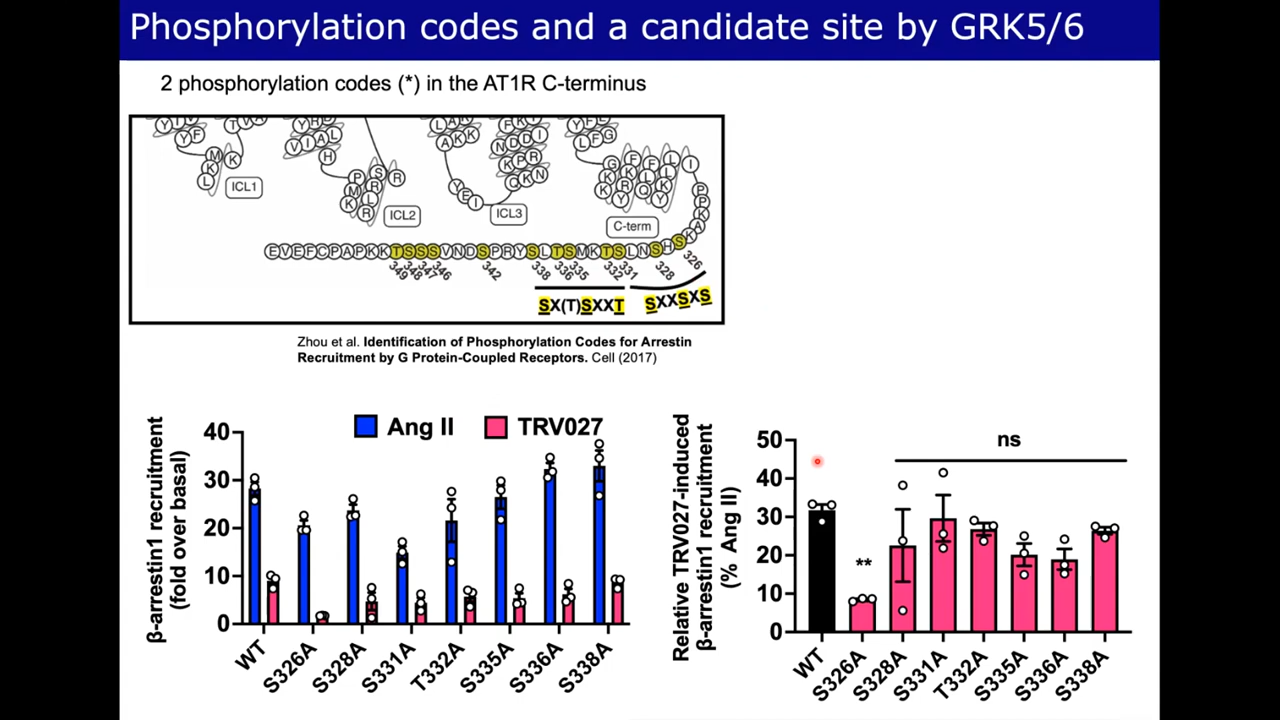 Phosphorylation codes and a candidate site by GRK5/6
2 phosphorylation codes (*) in the AT1R C-terminus
ICL1
ICL2
ICL3
C-term
EVEFCPAPKKTSSSVNDSPRYSLTSMKTSLNSHSKAKPPI
349 348 347 346 342 338 336 335 332 331 328 326
SX(T)SXXT SXXSXS
Zhou et al. Identification of Phosphorylation Codes for Arrestin
Recruitment by G Protein-Coupled Receptors. Cell (2017)
β-arrestin1 recruitment
(fold over basal)
40
30
20
10
0
Ang II TRV027
WT S326A S328A S331A T332A S335A S336A S338A
Relative TRV027-induced
β-arrestin1 recruitment
(% Ang II)
50
40
30
20
10
0
ns
**
WT S326A S328A S331A T332A S335A S336A S338A